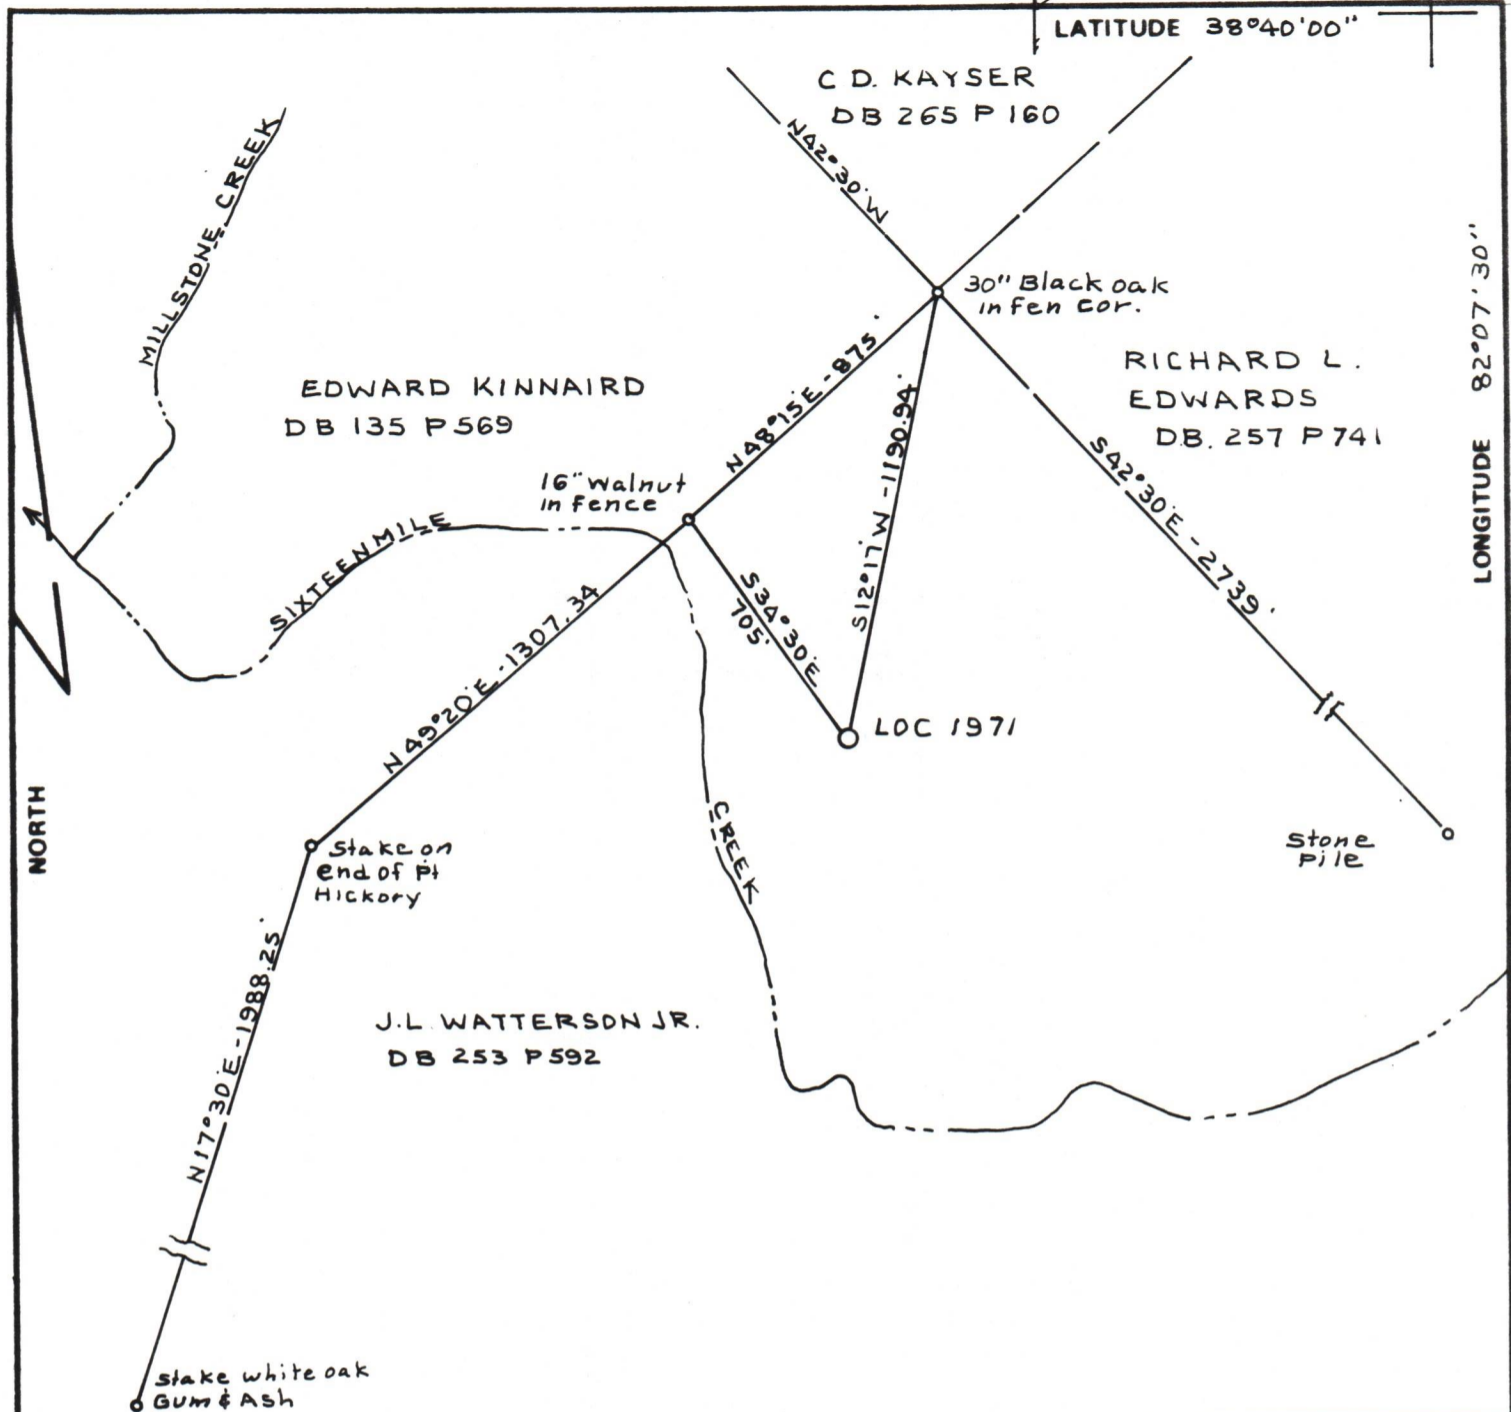 LATITUDE 38°40'00"
C D. KAYSER
DB 265 P 160
N42°30'W
MILLSTONE CREEK
30" Black oak
in fen cor.
LONGITUDE 82°07'30"
RICHARD L.
EDWARDS
D.B. 257 P 741
EDWARD KINNAIRD
DB 135 P 569
N48°15'E - 875'
S12°17'W - 1190.94'
S42°30'E - 2739'
16" Walnut
in fence
SIXTEENMILE
S34°30'E
705'
N 49°20'E - 1307.34
LOC 1971
NORTH
CREEK
Stake on
end of Pt
Hickory
Stone
Pile
N17°30'E - 1988.25'
J.L. WATTERSON JR.
DB 253 P 592
Stake white oak
Gum & Ash